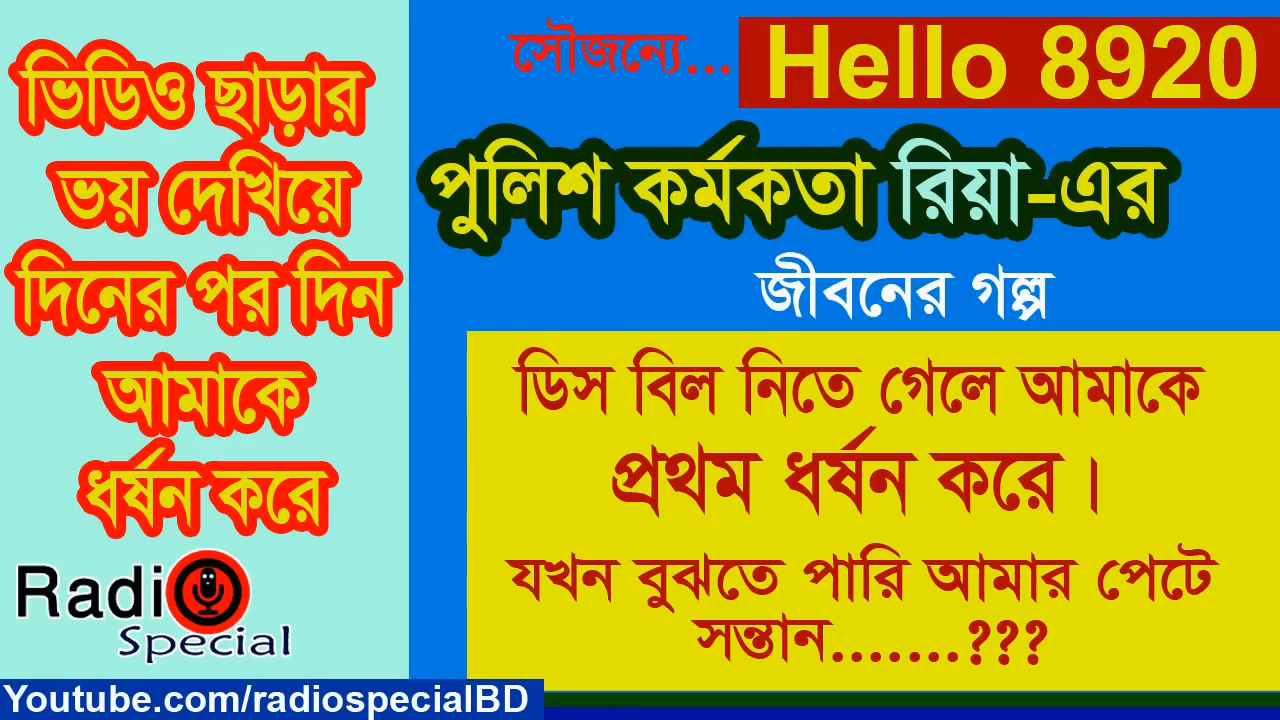 ভিডিও ছাড়ার
ভয় দেখিয়ে
দিনের পর দিন
আমাকে
ধর্ষন করে
Radio
Special
Youtube.com/radiospecialBD
সৌজন্যে... Hello 8920
পুলিশ কর্মকতা রিয়া-এর
জীবনের গল্প
ডিস বিল নিতে গেলে আমাকে
প্রথম ধর্ষন করে।
যখন বুঝতে পারি আমার পেটে
সন্তান.......???